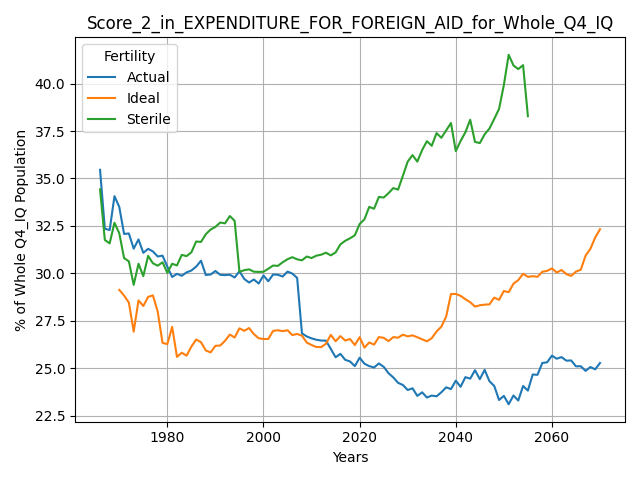 Score_2_in_EXPENDITURE_FOR_FOREIGN_AID_for_Whole_Q4_IQ
Fertility
Actual
Ideal
Sterile
% of Whole Q4_IQ Population
40.0
37.5
35.0
32.5
30.0
27.5
25.0
22.5
1980
2000
2020
2040
2060
Years